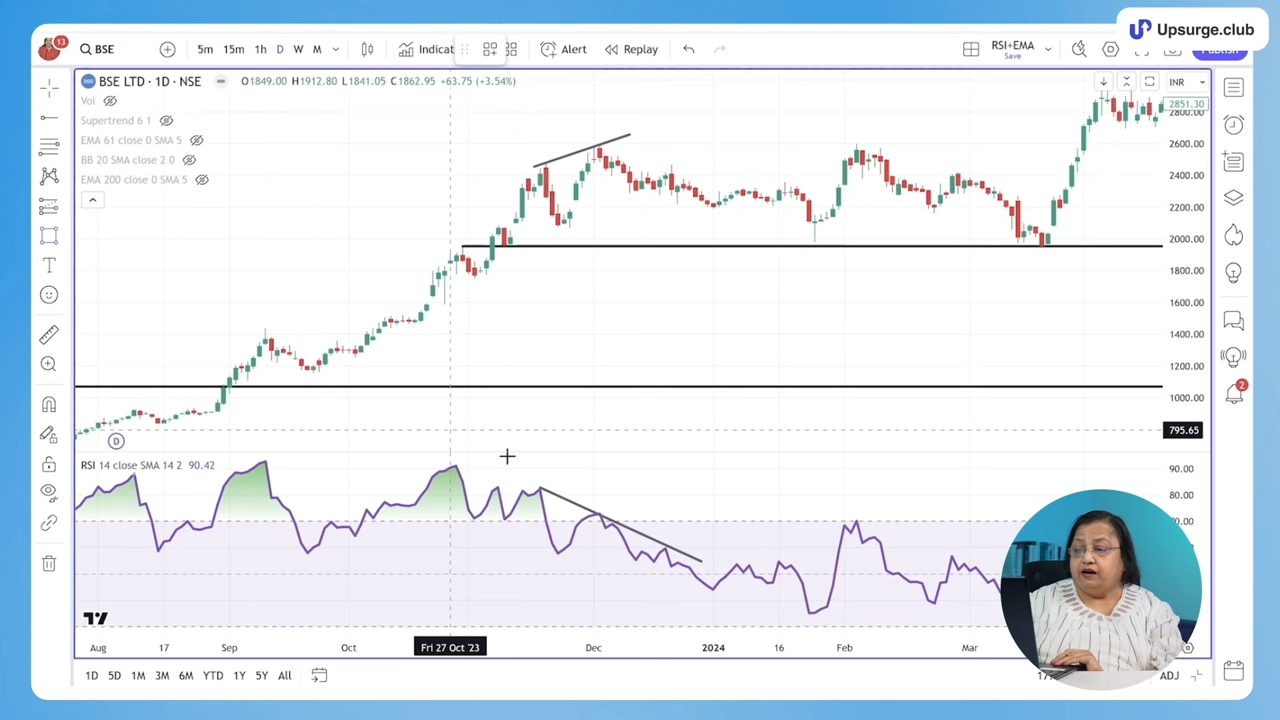 Upsurge.club
13
BSE
5m 15m 1h D W M
Indicat
Alert
Replay
RSI+EMA
Save
BSE LTD · 1D · NSE
O1849.00 H1912.80 L1841.05 C1862.95 +63.75 (+3.54%)
INR
Vol
Supertrend 6 1
EMA 61 close 0 SMA 5
BB 20 SMA close 2 0
EMA 200 close 0 SMA 5
2851.30
2800.00
2600.00
2400.00
2200.00
2000.00
1800.00
1600.00
1400.00
1200.00
1000.00
2
795.65
D
RSI 14 close SMA 14 2 90.42
90.00
80.00
70.00
Aug 17 Sep Oct Fri 27 Oct '23 Dec 2024 16 Feb Mar
1D 5D 1M 3M 6M YTD 1Y 5Y All
ADJ